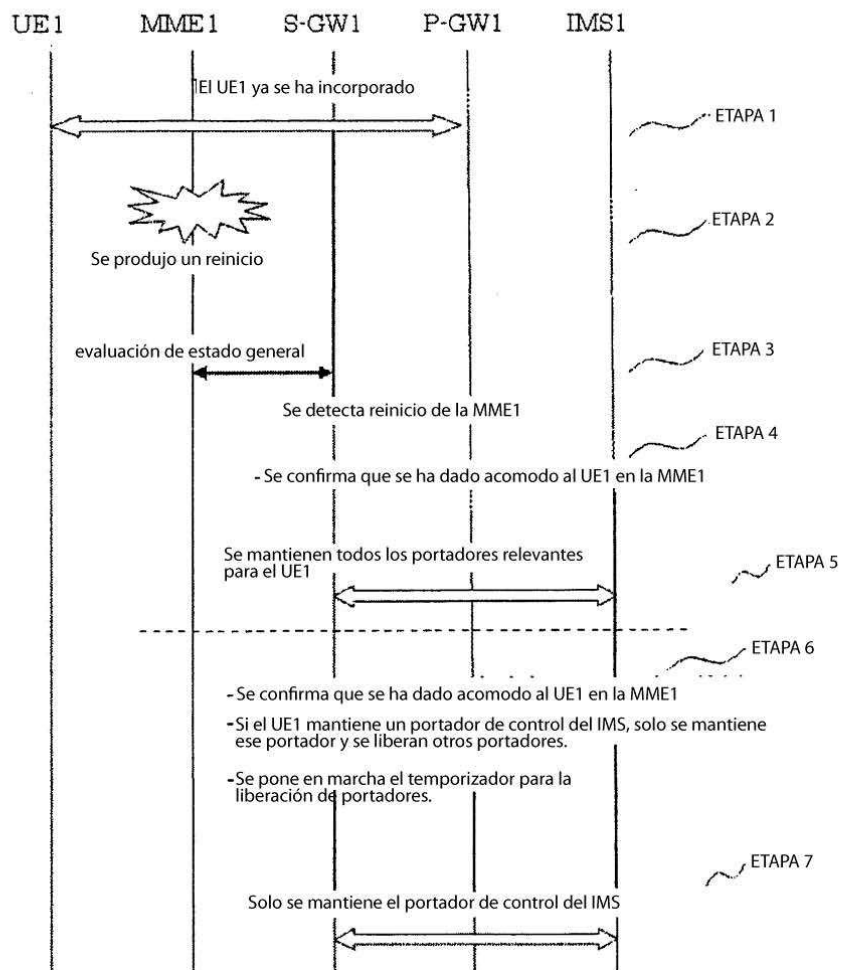 UE1 MME1 S-GW1 P-GW1 IMS1
El UE1 ya se ha incorporado
ETAPA 1
ETAPA 2
Se produjo un reinicio
ETAPA 3
evaluación de estado general
Se detecta reinicio de la MME1
ETAPA 4
- Se confirma que se ha dado acomodo al UE1 en la MME1
Se mantienen todos los portadores relevantes
para el UE1
ETAPA 5
ETAPA 6
- Se confirma que se ha dado acomodo al UE1 en la MME1
- Si el UE1 mantiene un portador de control del IMS, solo se mantiene
ese portador y se liberan otros portadores.
- Se pone en marcha el temporizador para la
liberación de portadores.
ETAPA 7
Solo se mantiene el portador de control del IMS